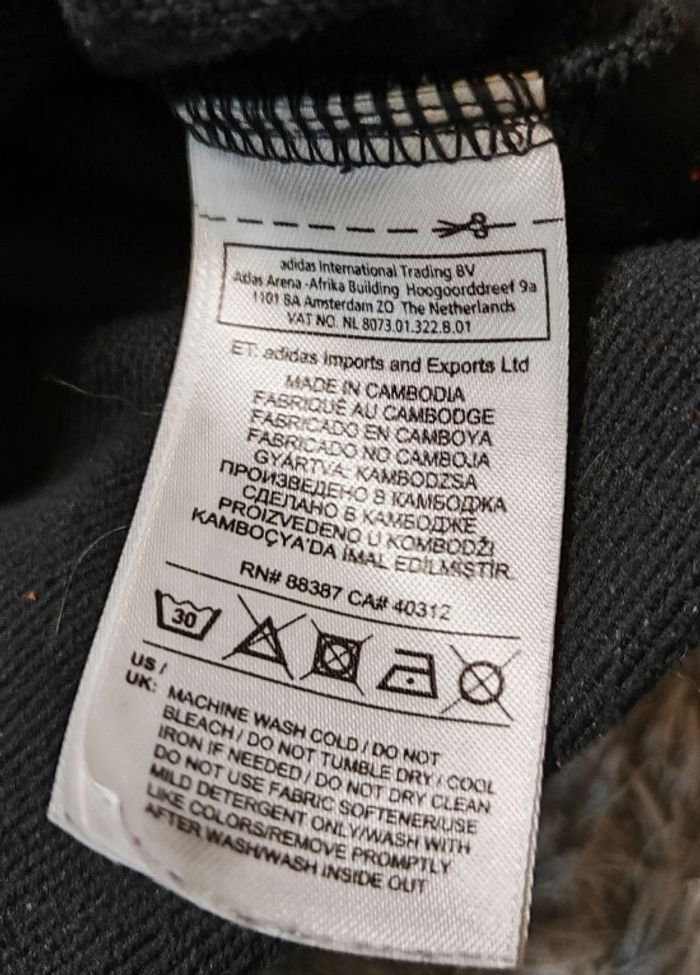 adidas International Trading BV
Atlas Arena -Afrika Building Hoogoorddreef 9a
1101 BA Amsterdam ZO The Netherlands
VAT NO. NL 8073.01.322.B.01
ET: adidas Imports and Exports Ltd
MADE IN CAMBODIA
FABRIQUÉ AU CAMBODGE
FABRICADO EN CAMBOYA
FABRICADO NO CAMBOJA
GYÁRTVA: KAMBODZSA
ПРОИЗВЕДЕНО В КАМБОДЖА
СДЕЛАНО В КАМБОДЖЕ
PROIZVEDENO U KOMBODŽI
KAMBOÇYA'DA İMAL EDİLMİŞTİR.
RN# 88387 CA# 40312
30
US /
UK: MACHINE WASH COLD / DO NOT
BLEACH / DO NOT TUMBLE DRY / COOL
IRON IF NEEDED / DO NOT DRY CLEAN
DO NOT USE FABRIC SOFTENER/USE
MILD DETERGENT ONLY/WASH WITH
LIKE COLORS/REMOVE PROMPTLY
AFTER WASH/WASH INSIDE OUT